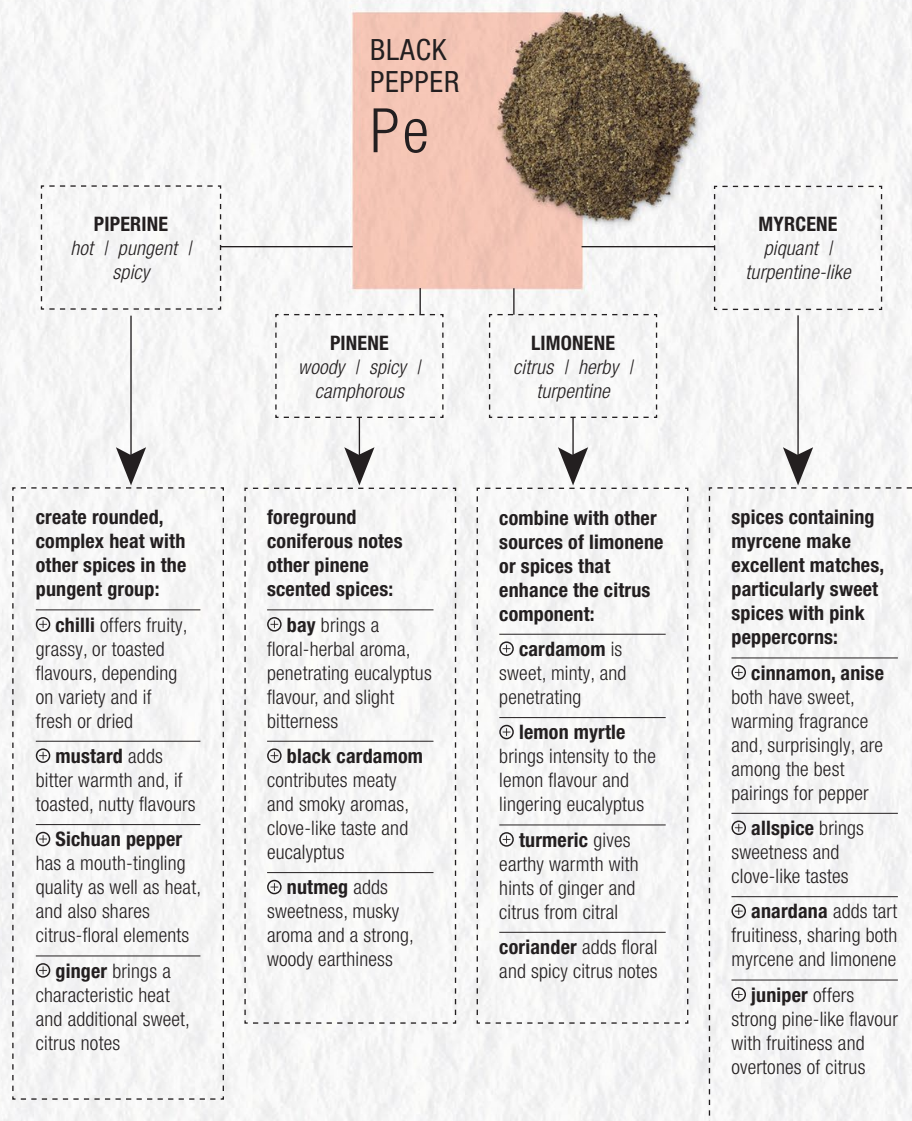 BLACK
PEPPER
Pe
PIPERINE
hot | pungent |
spicy
MYRCENE
piquant |
turpentine-like
PINENE
woody | spicy |
camphorous
LIMONENE
citrus | herby |
turpentine
create rounded,
complex heat with
other spices in the
pungent group:
⊕ chilli offers fruity,
grassy, or toasted
flavours, depending
on variety and if
fresh or dried
⊕ mustard adds
bitter warmth and, if
toasted, nutty flavours
⊕ Sichuan pepper
has a mouth-tingling
quality as well as heat,
and also shares
citrus-floral elements
⊕ ginger brings a
characteristic heat
and additional sweet,
citrus notes
foreground
coniferous notes
other pinene
scented spices:
⊕ bay brings a
floral-herbal aroma,
penetrating eucalyptus
flavour, and slight
bitterness
⊕ black cardamom
contributes meaty
and smoky aromas,
clove-like taste and
eucalyptus
⊕ nutmeg adds
sweetness, musky
aroma and a strong,
woody earthiness
combine with other
sources of limonene
or spices that
enhance the citrus
component:
⊕ cardamom is
sweet, minty, and
penetrating
⊕ lemon myrtle
brings intensity to the
lemon flavour and
lingering eucalyptus
⊕ turmeric gives
earthy warmth with
hints of ginger and
citrus from citral
coriander adds floral
and spicy citrus notes
spices containing
myrcene make
excellent matches,
particularly sweet
spices with pink
peppercorns:
⊕ cinnamon, anise
both have sweet,
warming fragrance
and, surprisingly, are
among the best
pairings for pepper
⊕ allspice brings
sweetness and
clove-like tastes
⊕ anardana adds tart
fruitiness, sharing both
myrcene and limonene
⊕ juniper offers
strong pine-like flavour
with fruitiness and
overtones of citrus